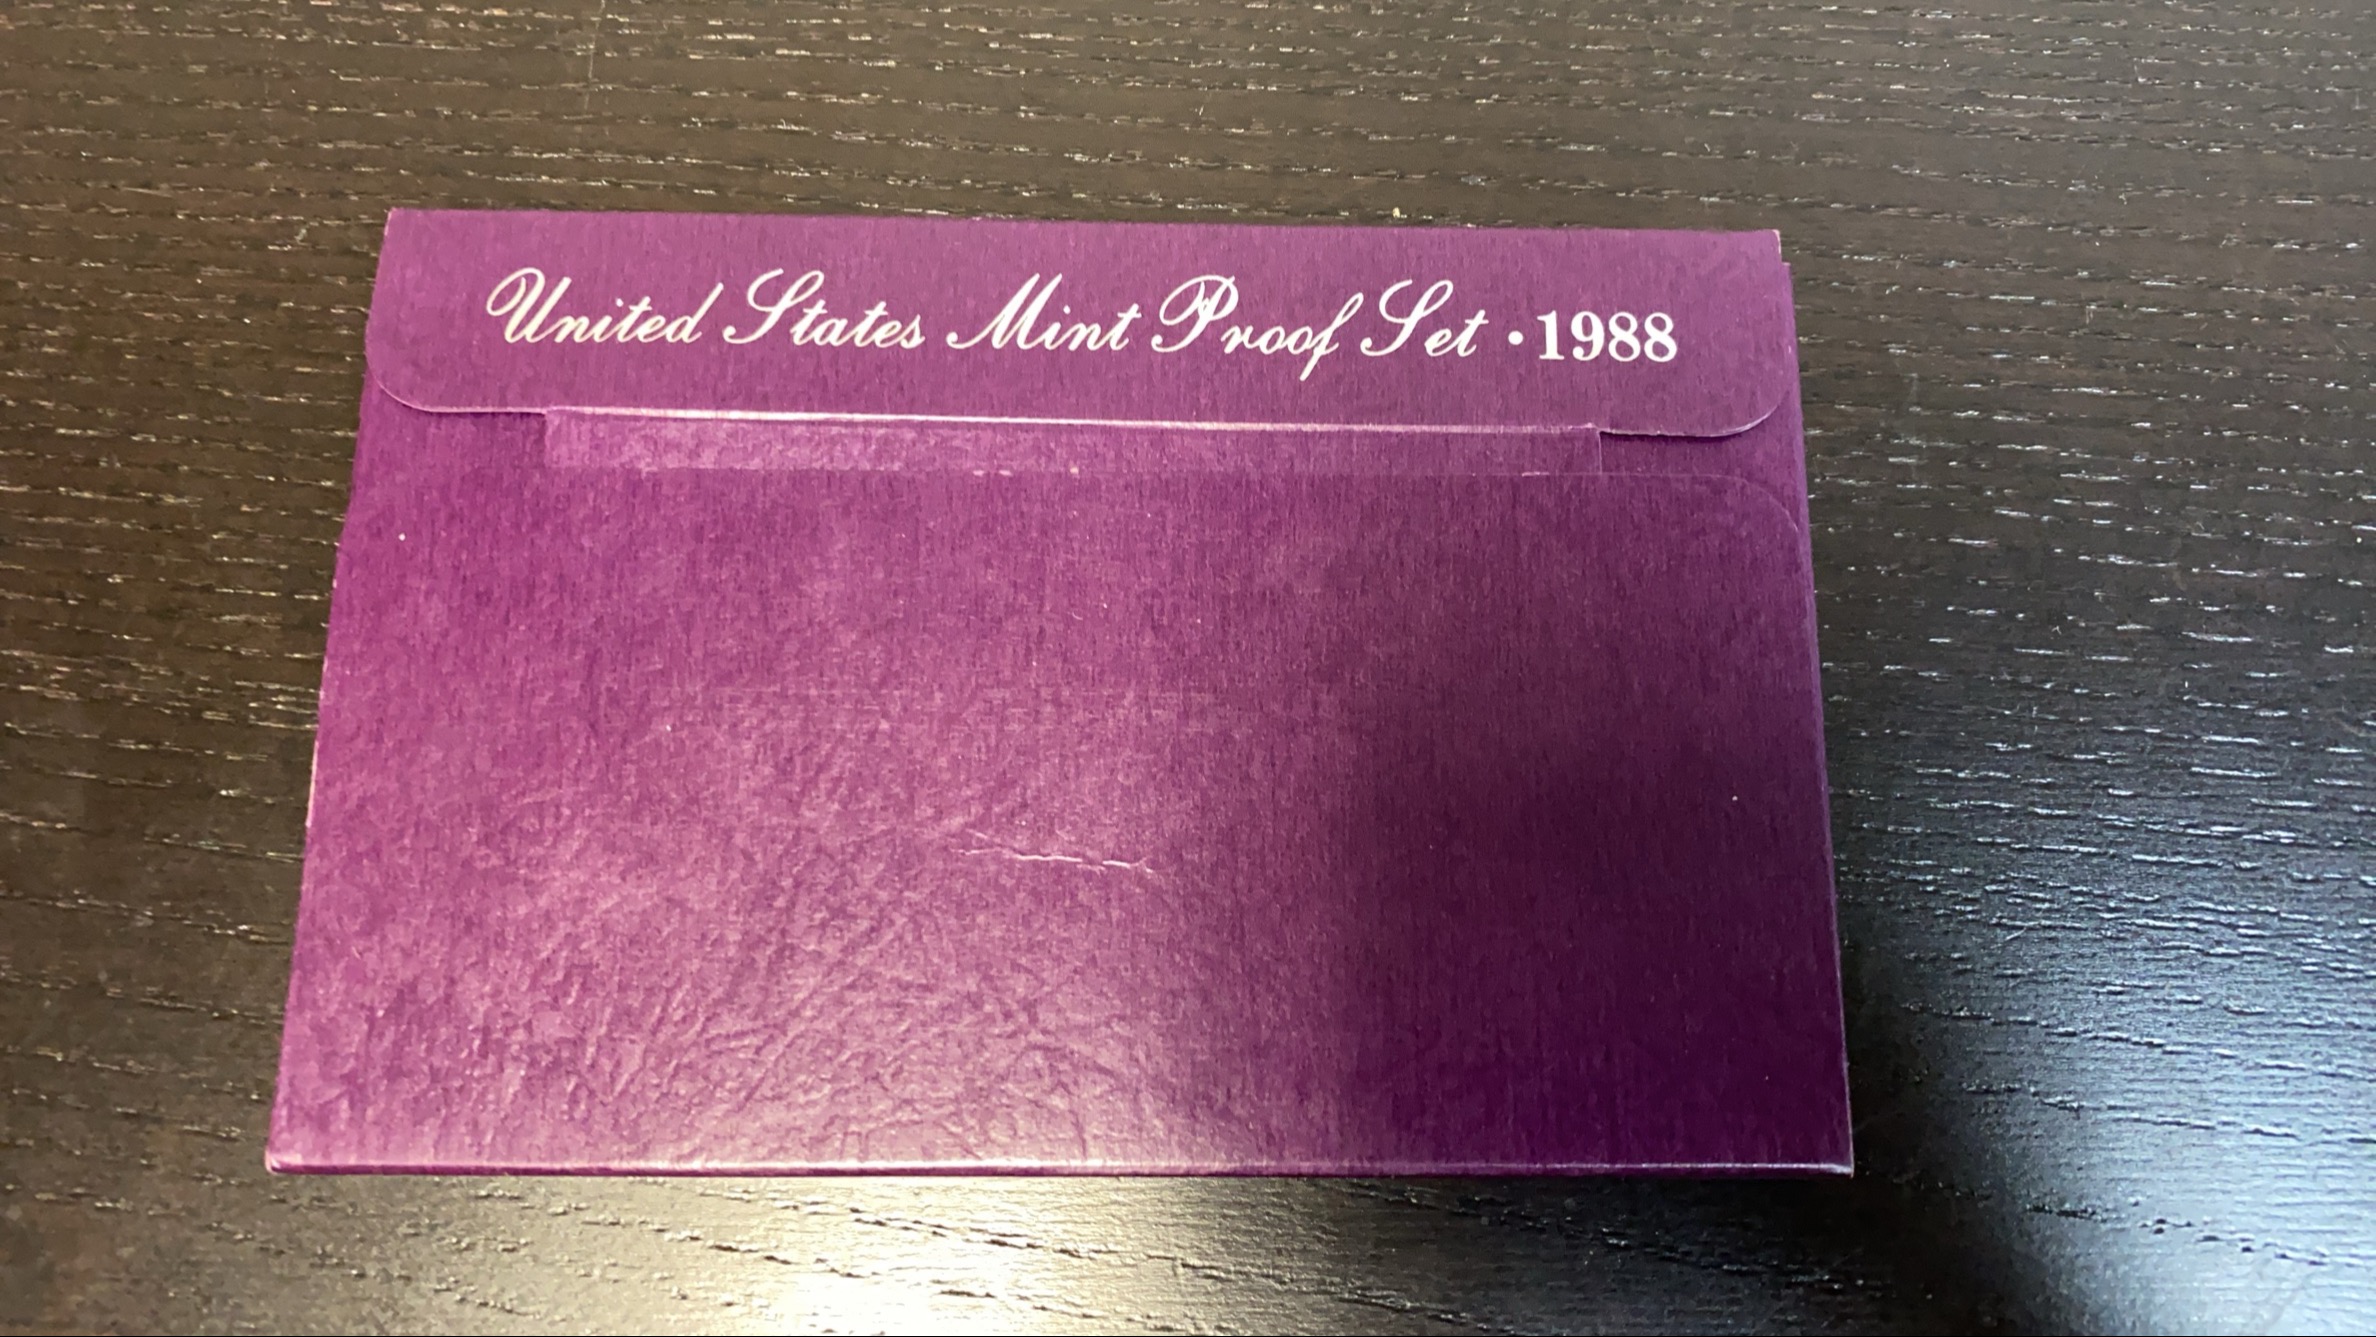 United States Mint Proof Set · 1988